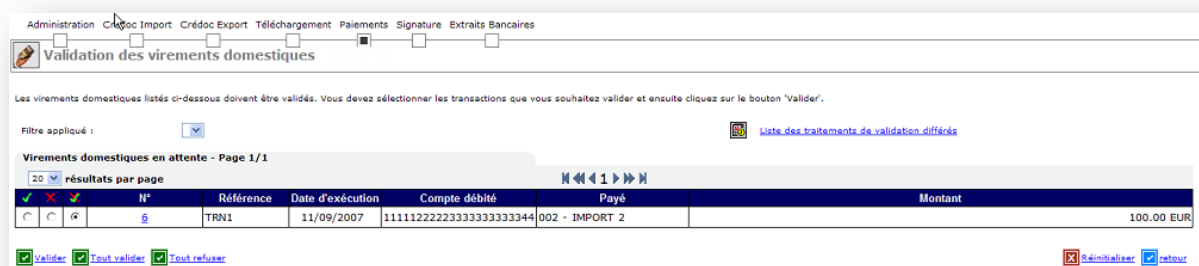 Administration Crédoc Import Crédoc Export Téléchargement Paiements Signature Extraits Bancaires
Validation des virements domestiques
Les virements domestiques listés ci-dessous doivent être validés. Vous devez sélectionner les transactions que vous souhaitez valider et ensuite cliquez sur le bouton 'Valider'.
Filtre appliqué : Liste des traitements de validation différés
Virements domestiques en attente - Page 1/1
20 résultats par page 1
N° Référence Date d'exécution Compte débité Payé Montant
6 TRN1 11/09/2007 002 - IMPORT 2 100.00 EUR
Valider Tout valider Tout refuser Réinitialiser retour